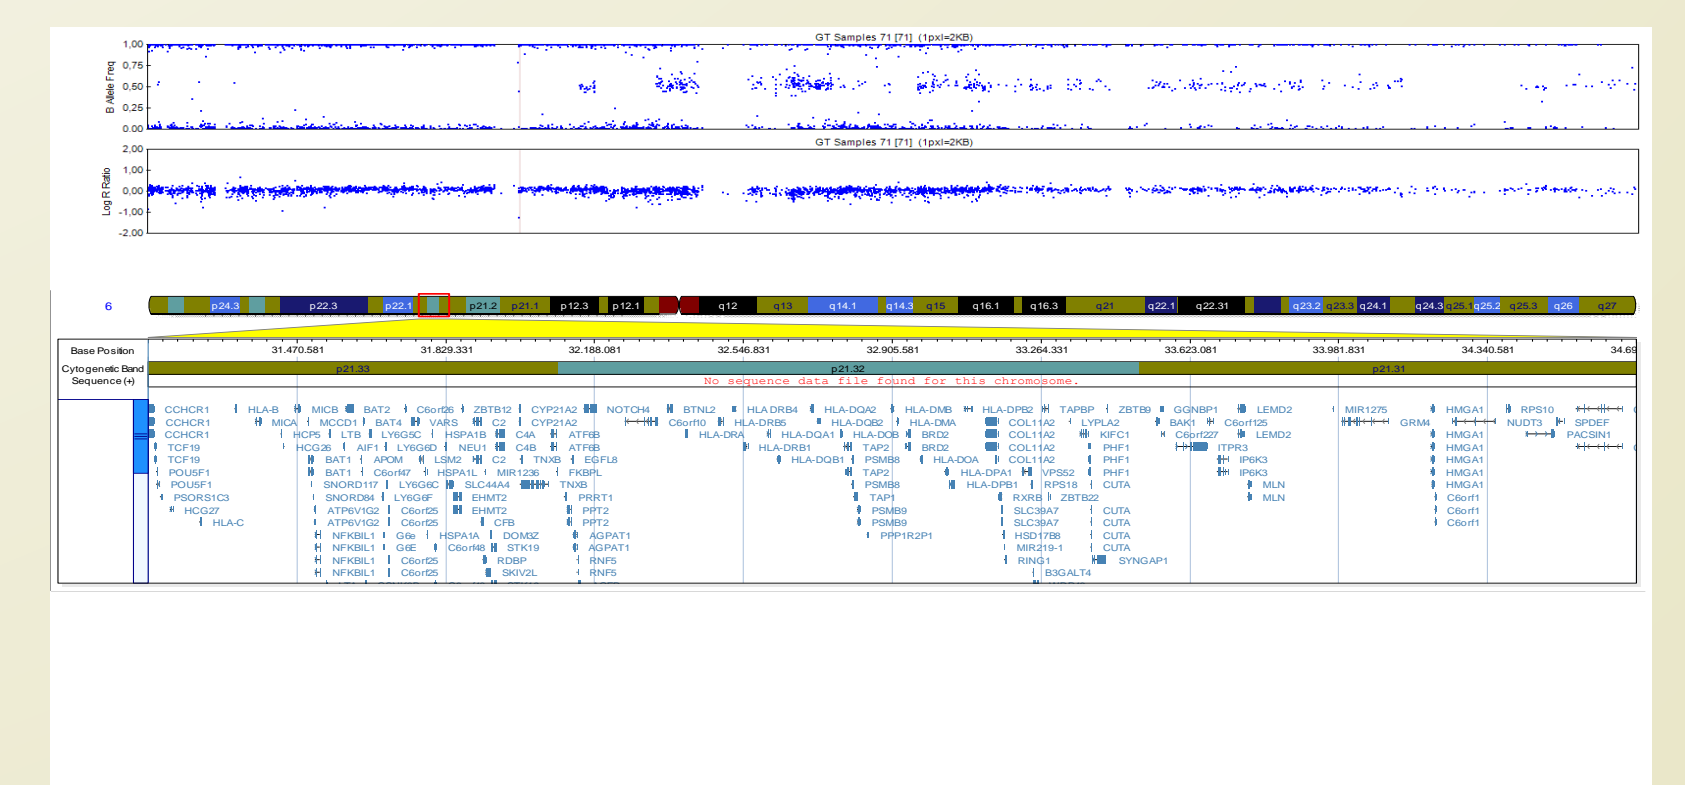 GT Samples 71 [71] (1pxl=2KB)
B Allele Freq
1,00
0,75
0,50
0,25
0.00
GT Samples 71 [71] (1pxl=2KB)
Log R Ratio
2,00
1,00
0,00
-1,00
-2.00
6 p24.3 p22.3 p22.1 p21.2 p21.1 p12.3 p12.1 q12 q13 q14.1 q14.3 q15 q16.1 q16.3 q21 q22.1 q22.31 q23.2 q23.3 q24.1 q24.3 q25.1 q25.2 q25.3 q26 q27
Base Position 31.470.581 31.829.331 32.188.081 32.546.831 32.905.581 33.264.331 33.623.081 33.981.831 34.340.581 34.69
Cytogenetic Band p21.33 p21.32 p21.31
Sequence (+) No sequence data file found for this chromosome.
CCHCR1 HLA-B MICB BAT2 C6orf26 ZBTB12 CYP21A2 NOTCH4 BTNL2 HLA DRB4 HLA-DQA2 HLA-DMB HLA-DPB2 TAPBP ZBTB9 GGNBP1 LEMD2 MIR1275 HMGA1 RPS10
CCHCR1 MICA MCCD1 BAT4 VARS C2 CYP21A2 C6orf10 HLA-DRB5 HLA-DQB2 HLA-DMA COL11A2 LYPLA2 BAK1 C6orf125 GRM4 NUDT3 SPDEF
CCHCR1 HCP5 LTB LY6G5C HSPA1B C4A ATF6B HLA-DRA HLA-DQA1 HLA-DOB BRD2 COL11A2 KIFC1 C6orf227 HMGA1 PACSIN1
TCF19 HCG26 AIF1 LY6G6D NEU1 C4B ATF6B HLA-DRB1 TAP2 BRD2 COL11A2 PHF1 ITPR3 HMGA1
TCF19 BAT1 APOM LSM2 C2 TNXB EGFL8 HLA-DQB1 PSMB8 HLA-DOA COL11A2 PHF1 IP6K3 HMGA1
POU5F1 BAT1 C6orf47 HSPA1L MIR1236 FKBPL TAP2 HLA-DPA1 VPS52 PHF1 IP6K3 HMGA1
POU5F1 SNORD117 LY6G6C SLC44A4 TNXB PSMB8 HLA-DPB1 RPS18 CUTA MLN HMGA1
PSORS1C3 SNORD84 LY6G6F EHMT2 PRRT1 TAP1 RXRB ZBTB22 MLN C6orf1
HCG27 ATP6V1G2 C6orf25 EHMT2 PPT2 PSMB9 SLC39A7 CUTA C6orf1
HLA-C ATP6V1G2 C6orf25 CFB PPT2 PSMB9 SLC39A7 CUTA C6orf1
NFKBIL1 G6e HSPA1A DOM3Z AGPAT1 PPP1R2P1 HSD17B8 CUTA
NFKBIL1 G6E C6orf48 STK19 AGPAT1 MIR219-1 CUTA
NFKBIL1 C6orf25 RDBP RNF5 RING1 SYNGAP1
NFKBIL1 C6orf25 SKIV2L RNF5 B3GALT4